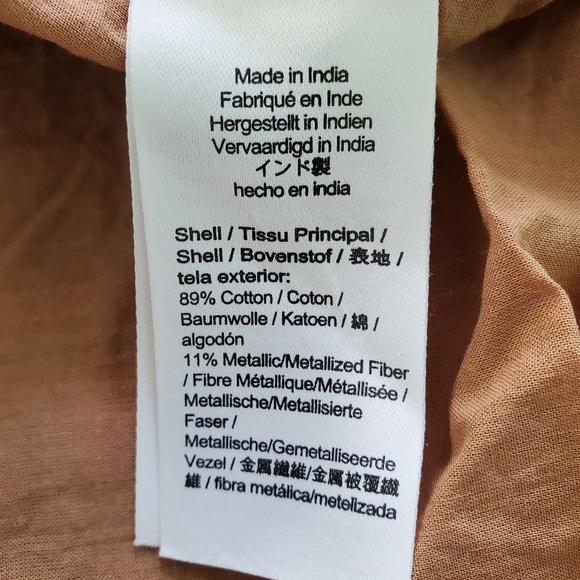 Made in India
Fabriqué en Inde
Hergestellt in Indien
Vervaardigd in India
インド製
hecho en india
Shell / Tissu Principal /
Shell / Bovenstof / 表地 /
tela exterior:
89% Cotton / Coton /
Baumwolle / Katoen / 綿 /
algodón
11% Metallic/Metallized Fiber
/ Fibre Métallique/Métallisée /
Metallische/Metallisierte
Faser /
Metallische/Gemetalliseerde
Vezel / 金属繊維/金属被覆繊
維 / fibra metálica/metelizada